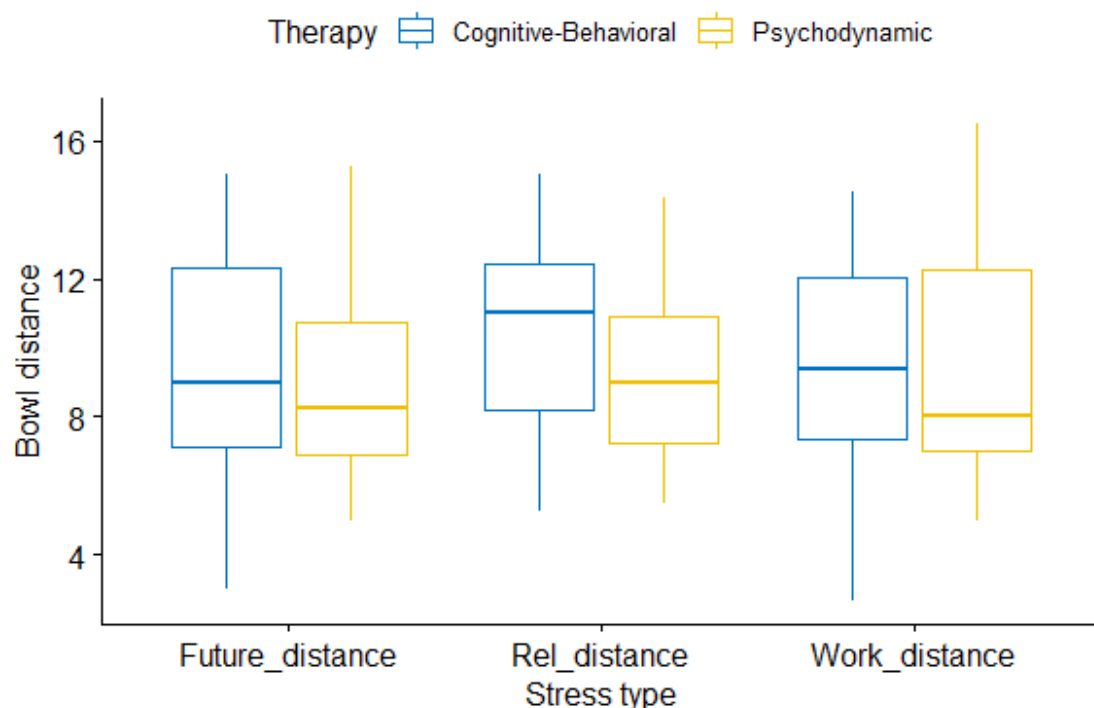 Therapy Cognitive-Behavioral Psychodynamic
16
12
8
4
Bowl distance
Future_distance Rel_distance Work_distance
Stress type